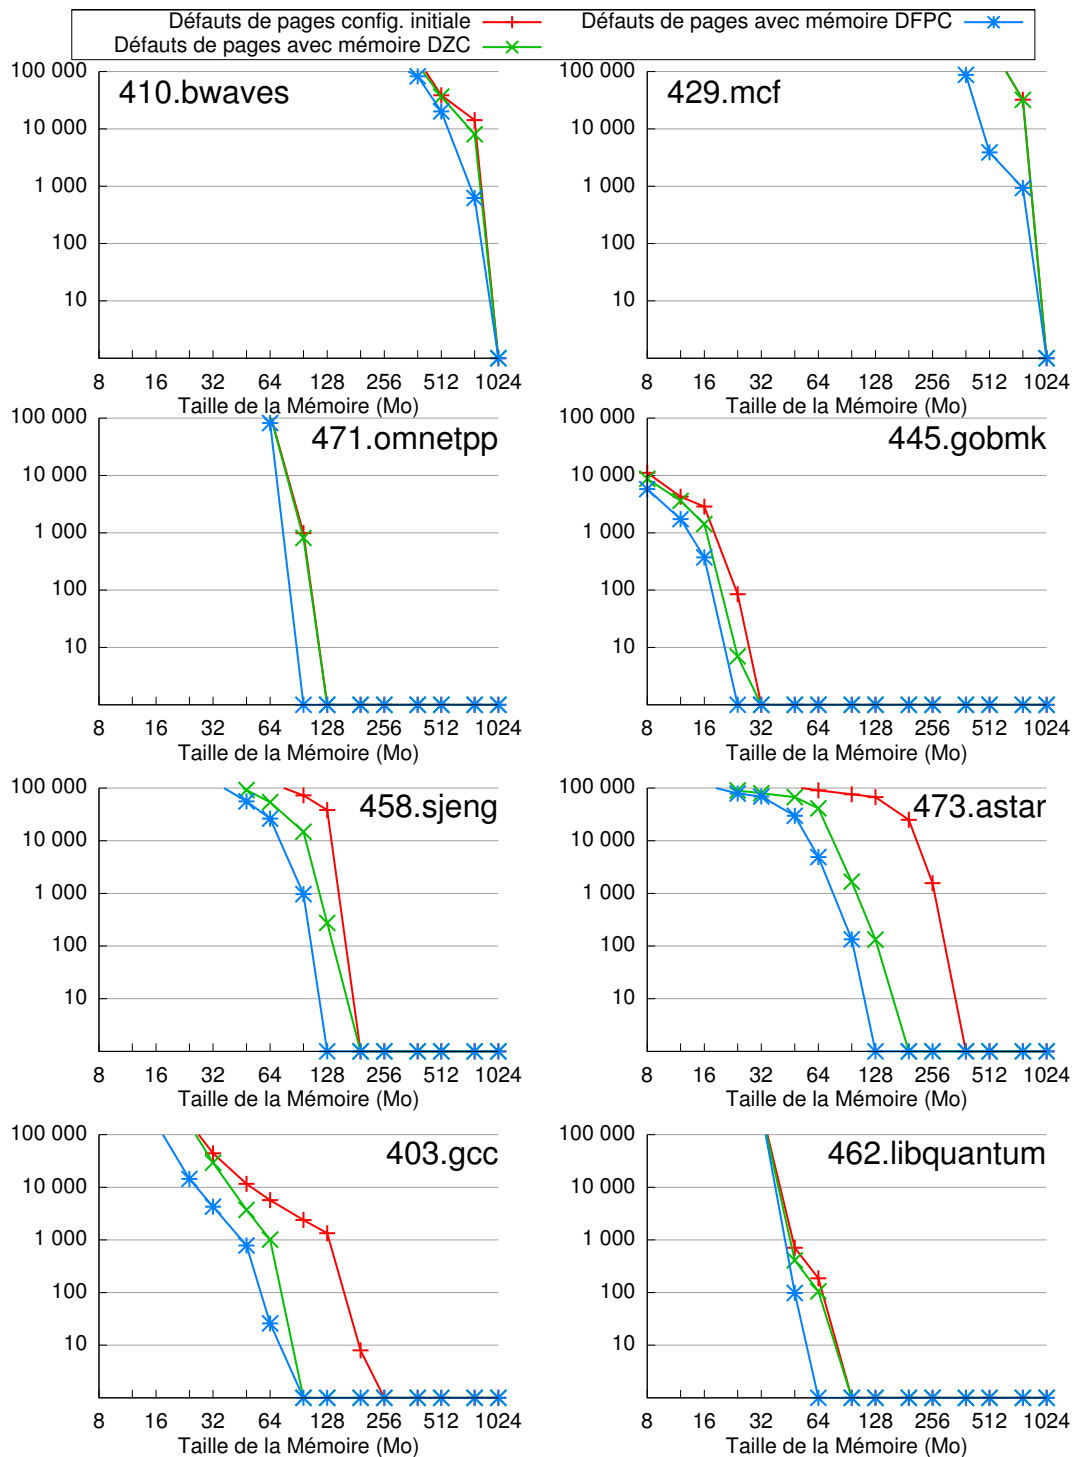 Défauts de pages config. initiale
Défauts de pages avec mémoire DFPC
Défauts de pages avec mémoire DZC
410.bwaves
100 000
10 000
1 000
100
10
8 16 32 64 128 256 512 1024
Taille de la Mémoire (Mo)
429.mcf
100 000
10 000
1 000
100
10
8 16 32 64 128 256 512 1024
Taille de la Mémoire (Mo)
471.omnetpp
100 000
10 000
1 000
100
10
8 16 32 64 128 256 512 1024
Taille de la Mémoire (Mo)
445.gobmk
100 000
10 000
1 000
100
10
8 16 32 64 128 256 512 1024
Taille de la Mémoire (Mo)
458.sjeng
100 000
10 000
1 000
100
10
8 16 32 64 128 256 512 1024
Taille de la Mémoire (Mo)
473.astar
100 000
10 000
1 000
100
10
8 16 32 64 128 256 512 1024
Taille de la Mémoire (Mo)
403.gcc
100 000
10 000
1 000
100
10
8 16 32 64 128 256 512 1024
Taille de la Mémoire (Mo)
462.libquantum
100 000
10 000
1 000
100
10
8 16 32 64 128 256 512 1024
Taille de la Mémoire (Mo)